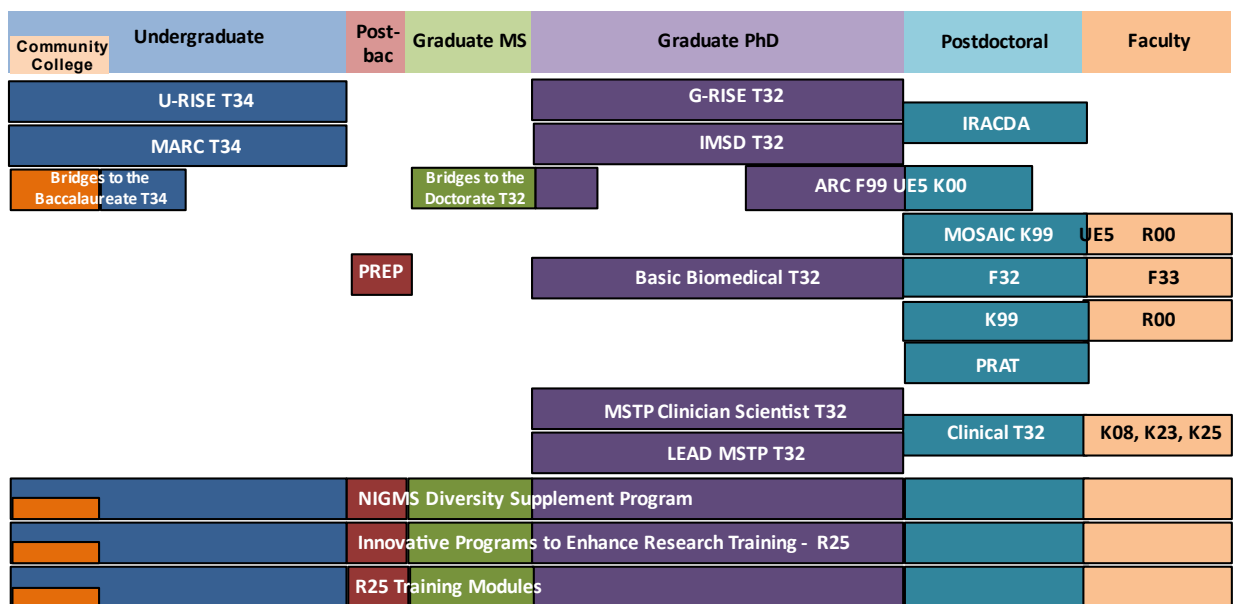 Undergraduate
Community
College
Post-
bac
Graduate MS
Graduate PhD
Postdoctoral
Faculty
U-RISE T34
G-RISE T32
IRACDA
MARC T34
IMSD T32
Bridges to the
Baccalaureate T34
Bridges to the
Doctorate T32
ARC F99 UE5 K00
MOSAIC K99 UE5 R00
PREP
Basic Biomedical T32
F32
F33
K99
R00
PRAT
MSTP Clinician Scientist T32
Clinical T32
K08, K23, K25
LEAD MSTP T32
NIGMS Diversity Supplement Program
Innovative Programs to Enhance Research Training - R25
R25 Training Modules